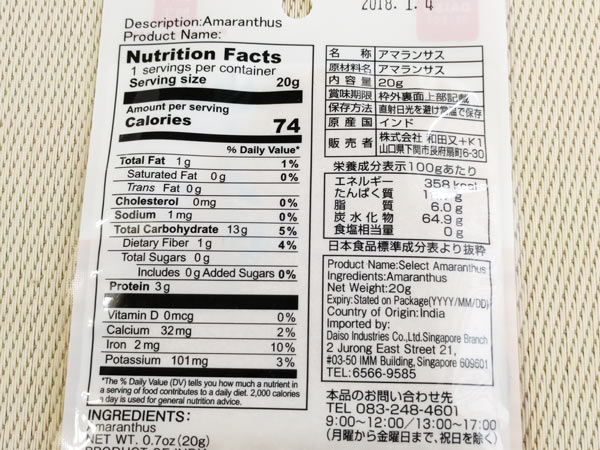 2018. 1. 4
Description:Amaranthus
Product Name:
Nutrition Facts
1 servings per container
Serving size 20g
Amount per serving
Calories 74
% Daily Value*
Total Fat 1g 1%
Saturated Fat 0g 0%
Trans Fat 0g
Cholesterol 0mg 0%
Sodium 1mg 0%
Total Carbohydrate 13g 5%
Dietary Fiber 1g 4%
Total Sugars 0g
Includes 0g Added Sugars 0%
Protein 3g
Vitamin D 0mcg 0%
Calcium 32mg 2%
Iron 2mg 10%
Potassium 101mg 3%
*The % Daily Value (DV) tells you how much a nutrient in
a serving of food contributes to a daily diet. 2,000 calories
a day is used for general nutrition advice.
INGREDIENTS:
Amaranthus
NET WT. 0.7oz(20g)
PRODUCT OF INDIA
名称 アマランサス
原材料名 アマランサス
内容量 20g
賞味期限 枠外裏面上部記載
保存方法 直射日光を避け常温で保存
原産国 インド
販売者 株式会社 和田又+K1
山口県下関市長府扇町6-30
栄養成分表示100gあたり
エネルギー 358 kcal
たんぱく質 g
脂質 6.0g
炭水化物 64.9g
食塩相当量 0g
日本食品標準成分表より抜粋
Product Name:Select Amaranthus
Ingredients:Amaranthus
Net Weight:20g
Expiry:Stated on Package(YYYY/MM/DD)
Country of Origin:India
Imported by:
Daiso Industries Co.,Ltd.Singapore Branch
2 Jurong East Street 21,
#03-50 IMM Building, Singapore 609601
TEL:6566-9585
本品のお問い合わせ先
TEL 083-248-4601
9:00~12:00/13:00~17:00
(月曜から金曜日まで、祝日を除く)